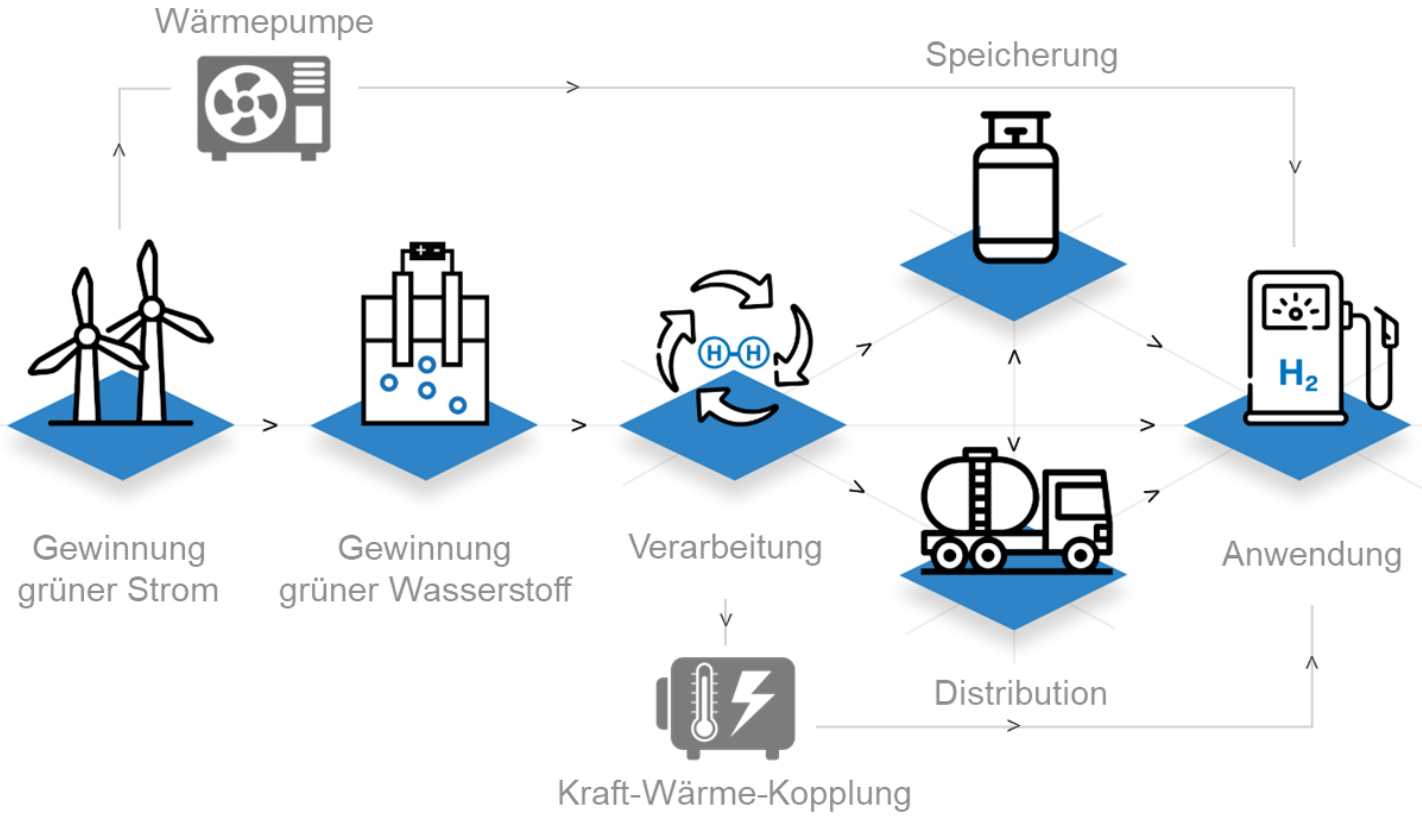 Wärmepumpe
Speicherung
H-H
H₂
Gewinnung
grüner Strom
Gewinnung
grüner Wasserstoff
Verarbeitung
Anwendung
Distribution
Kraft-Wärme-Kopplung